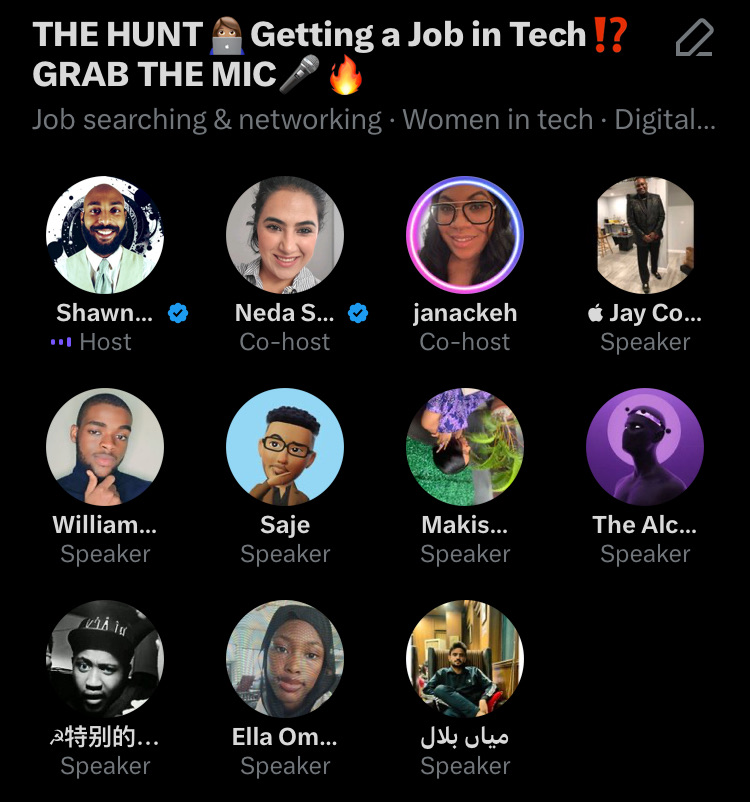 THE HUNT👩🏽‍💻Getting a Job in Tech⁉️
GRAB THE MIC🎤🔥
Job searching & networking · Women in tech · Digital...
Shawn... Neda S... janackeh Jay Co...
Host Co-host Co-host Speaker
William... Saje Makis... The Alc...
Speaker Speaker Speaker Speaker
☭特别的... Ella Om... میاں بلال
Speaker Speaker Speaker